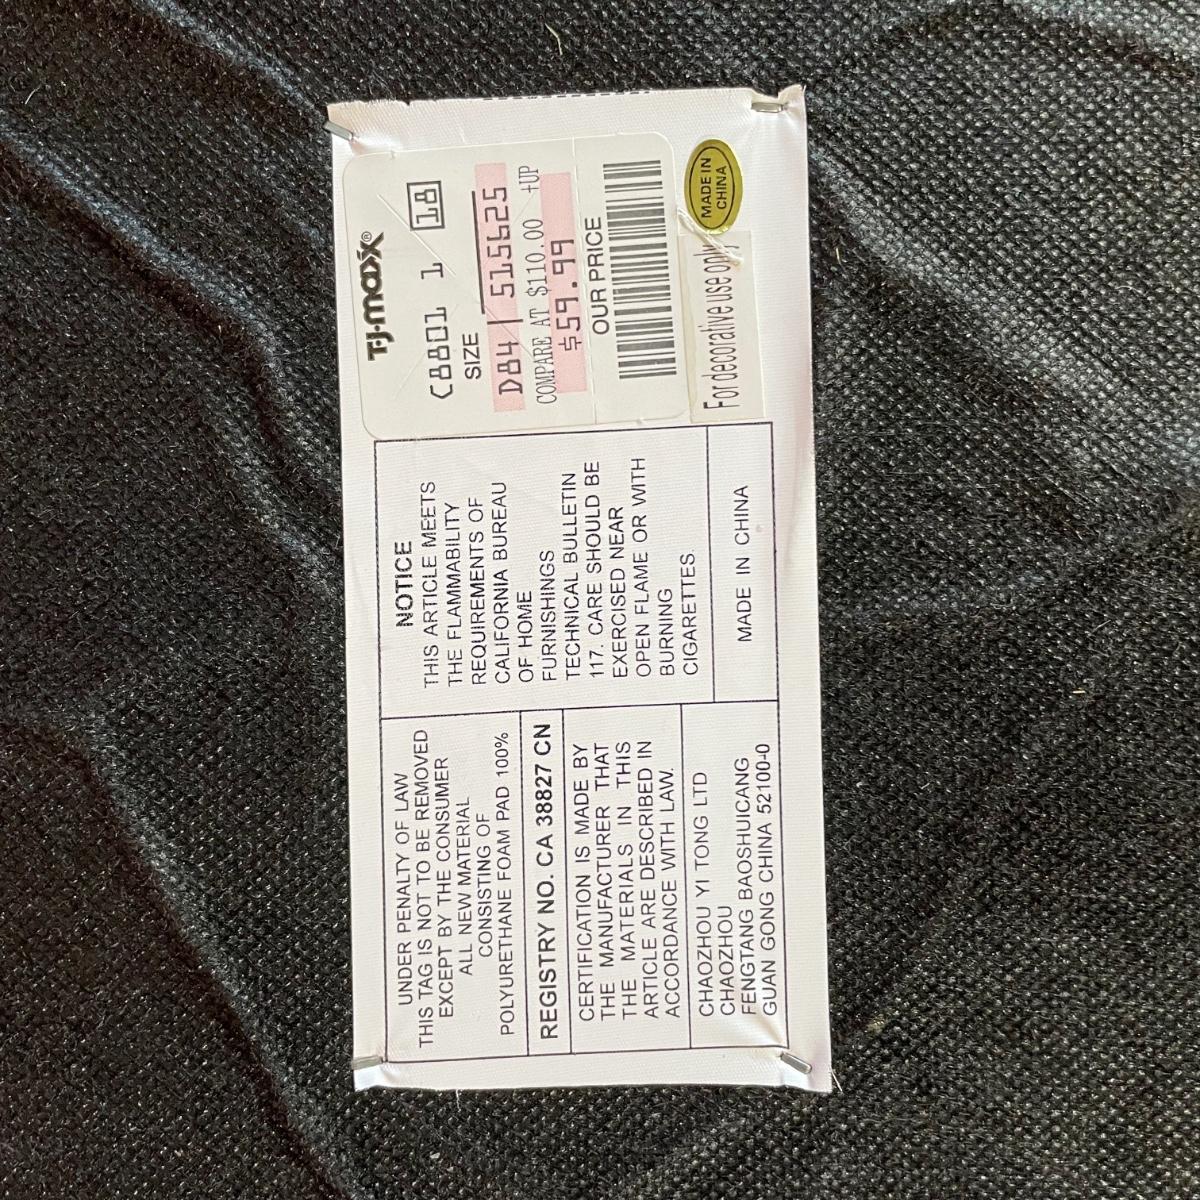 UNDER PENALTY OF LAW
THIS TAG IS NOT TO BE REMOVED
EXCEPT BY THE CONSUMER
ALL NEW MATERIAL
CONSISTING OF
POLYURETHANE FOAM PAD 100%
REGISTRY NO. CA 38827 CN
CERTIFICATION IS MADE BY
THE MANUFACTURER THAT
THE MATERIALS IN THIS
ARTICLE ARE DESCRIBED IN
ACCORDANCE WITH LAW.
CHAOZHOU YI TONG LTD
CHAOZHOU
FENGTANG BAOSHUICANG
GUAN GONG CHINA 52100-0
NOTICE
THIS ARTICLE MEETS
THE FLAMMABILITY
REQUIREMENTS OF
CALIFORNIA BUREAU
OF HOME
FURNISHINGS
TECHNICAL BULLETIN
117. CARE SHOULD BE
EXERCISED NEAR
OPEN FLAME OR WITH
BURNING
CIGARETTES
MADE IN CHINA
T·J·maxx®
C8801 1 18
SIZE
D84 515625
COMPARE AT $110.00 +UP
$59.99
OUR PRICE
For decorative use only
MADE IN
CHINA